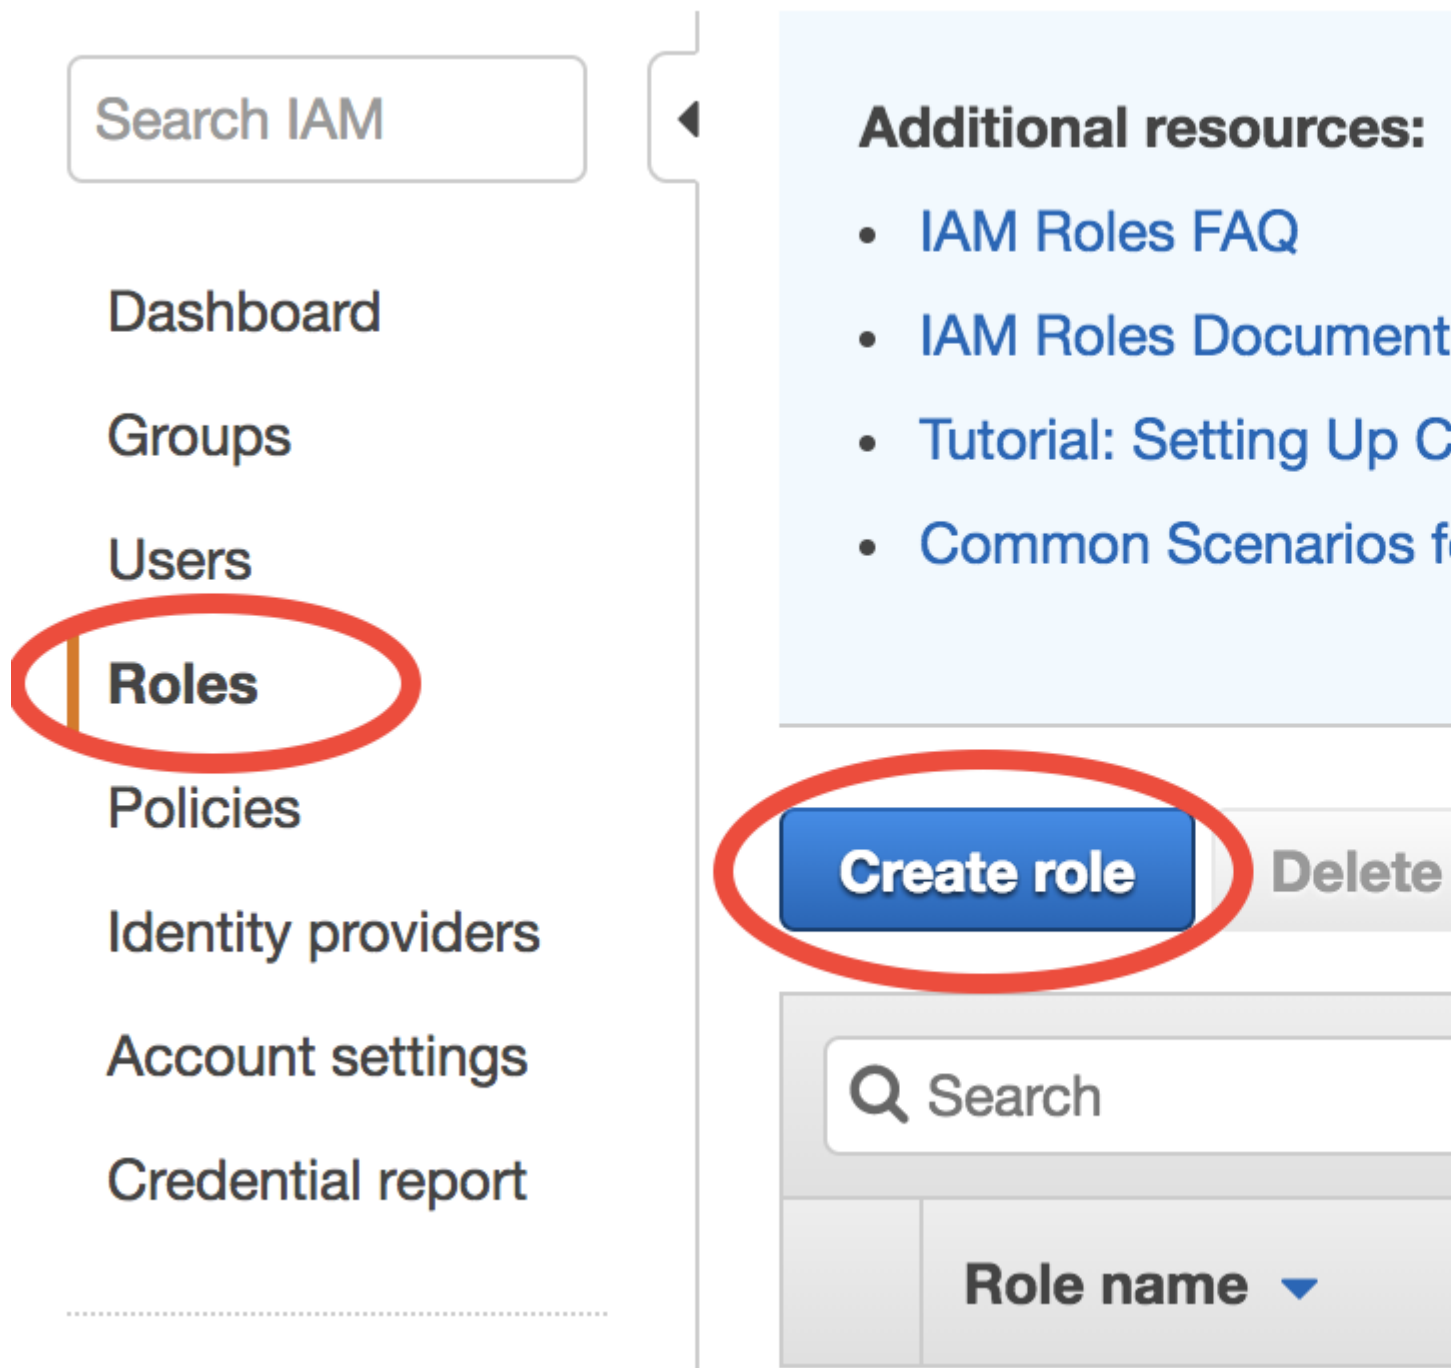 Search IAM
Dashboard
Groups
Users
Roles
Policies
Identity providers
Account settings
Credential report
Additional resources:
IAM Roles FAQ
IAM Roles Document
Tutorial: Setting Up C
Common Scenarios f
Create role
Delete
Search
Role name